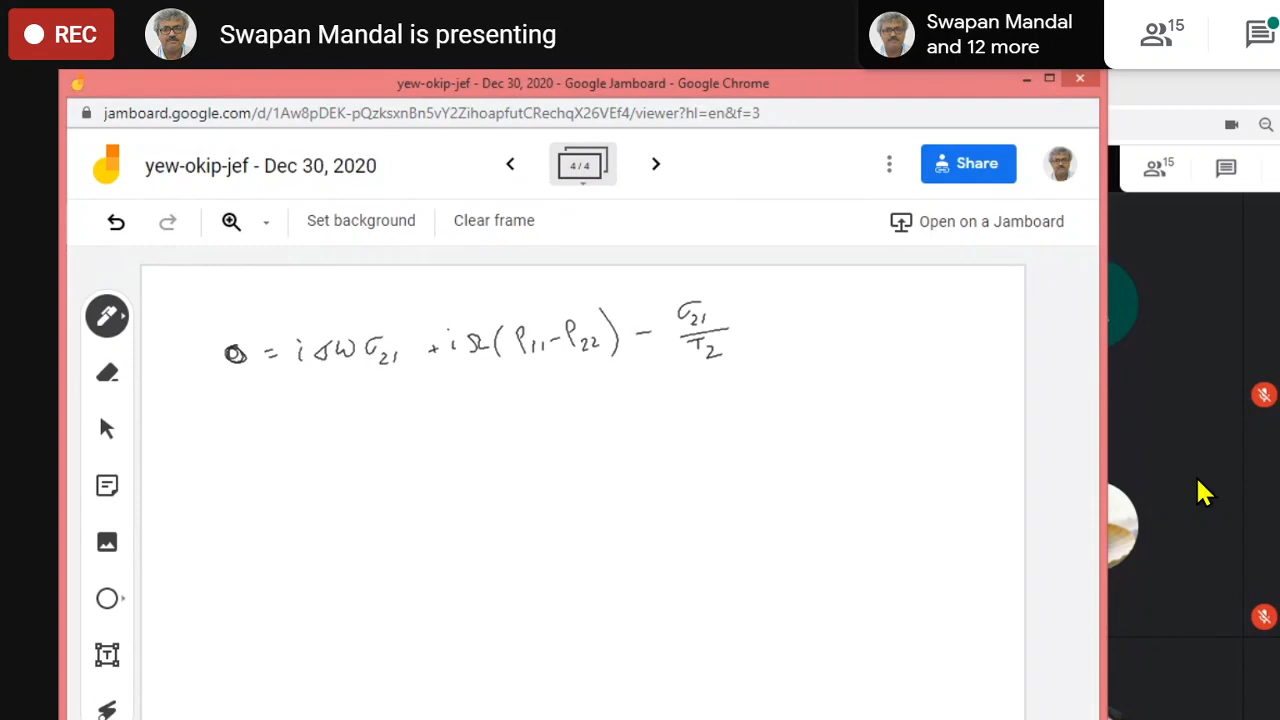 REC
Swapan Mandal is presenting
Swapan Mandal
and 12 more
15
yew-okip-jef - Dec 30, 2020 - Google Jamboard - Google Chrome
jamboard.google.com/d/1Aw8pDEK-pQzksxnBn5vY2ZihoapfutCRechqX26VEf4/viewer?hl=en&f=3
yew-okip-jef - Dec 30, 2020
4/4
Share
15
Set background
Clear frame
Open on a Jamboard
0 = i δω σ₂₁ + i Ω (ρ₁₁ - ρ₂₂) - σ₂₁/T₂